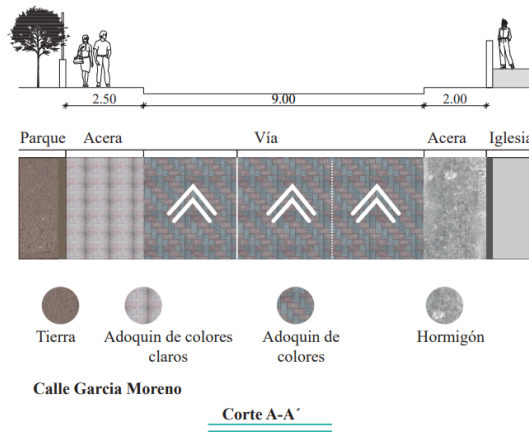 2.50 9.00 2.00
Parque Acera Vía Acera Iglesia
Tierra Adoquin de colores Adoquin de Hormigón
claros colores
Calle Garcia Moreno
Corte A-A´